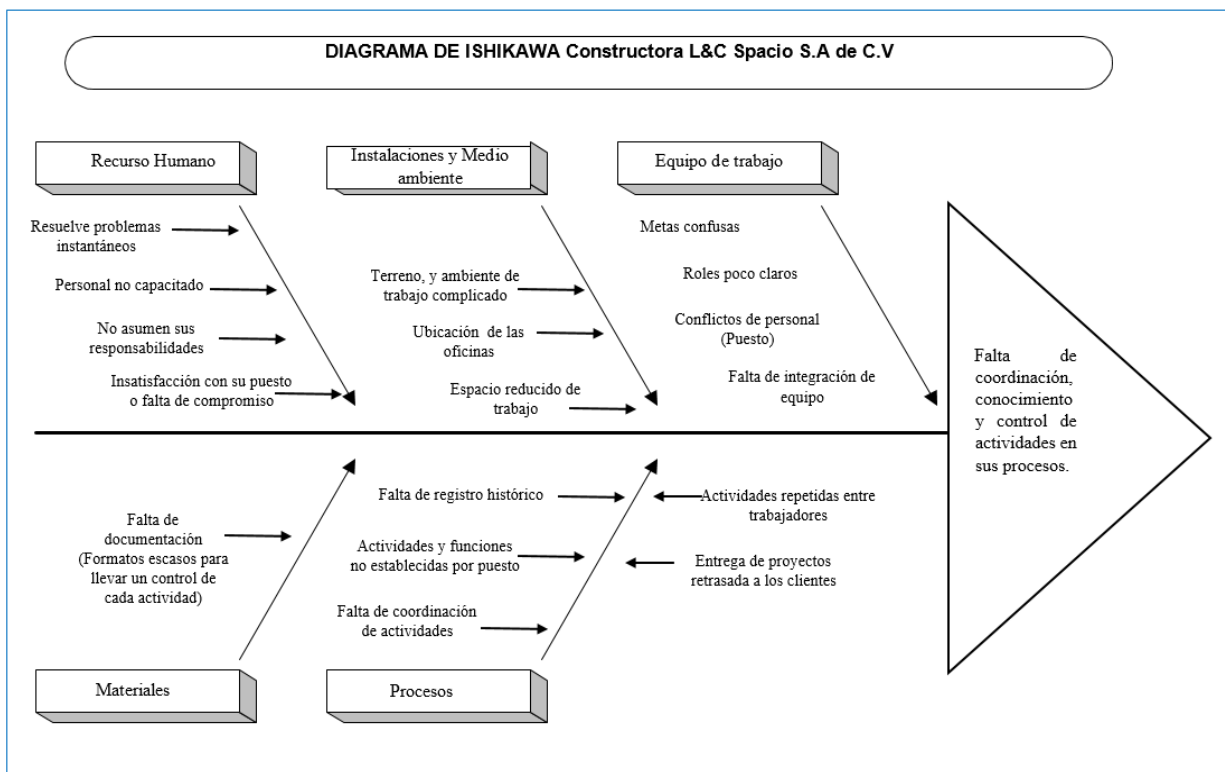 DIAGRAMA DE ISHIKAWA Constructora L&C Spacio S.A de C.V
Recurso Humano
Instalaciones y Medio
ambiente
Equipo de trabajo
Resuelve problemas
instantáneos
Personal no capacitado
No asumen sus
responsabilidades
Insatisfacción con su puesto
o falta de compromiso
Terreno, y ambiente de
trabajo complicado
Ubicación de las
oficinas
Espacio reducido de
trabajo
Metas confusas
Roles poco claros
Conflictos de personal
(Puesto)
Falta de integración de
equipo
Falta de
coordinación,
conocimiento
y control de
actividades en
sus procesos.
Falta de
documentación
(Formatos escasos para
llevar un control de
cada actividad)
Falta de registro histórico
Actividades y funciones
no establecidas por puesto
Falta de coordinación
de actividades
Actividades repetidas entre
trabajadores
Entrega de proyectos
retrasada a los clientes
Materiales
Procesos